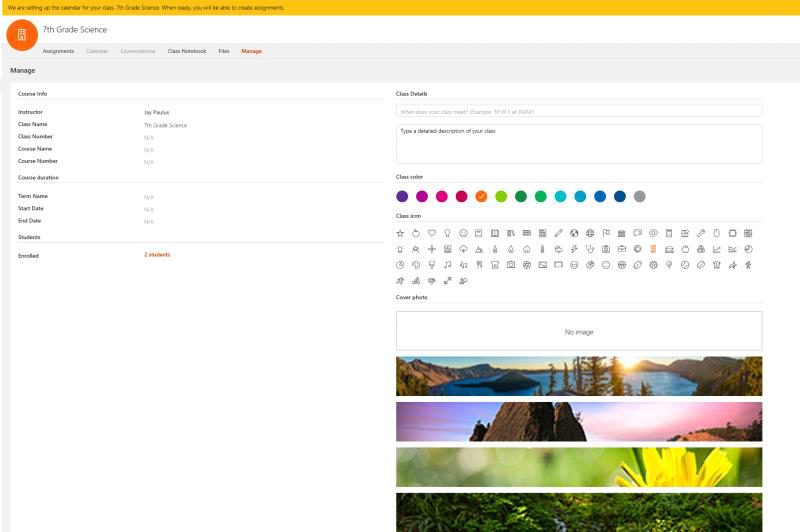 We are setting up the calendar for your class, 7th Grade Science. When ready, you will be able to create assignments.
7th Grade Science
Assignments Calendar Conversations Class Notebook Files Manage
Manage
Course Info
Instructor Jay Paulus
Class Name 7th Grade Science
Class Number N/A
Course Name N/A
Course Number N/A
Course duration
Term Name N/A
Start Date N/A
End Date N/A
Students
Enrolled 2 students
Class Details
When does your class meet? (Example: 'M W F at 10AM')
Type a detailed description of your class
Class color
Class icon
Cover photo
No image